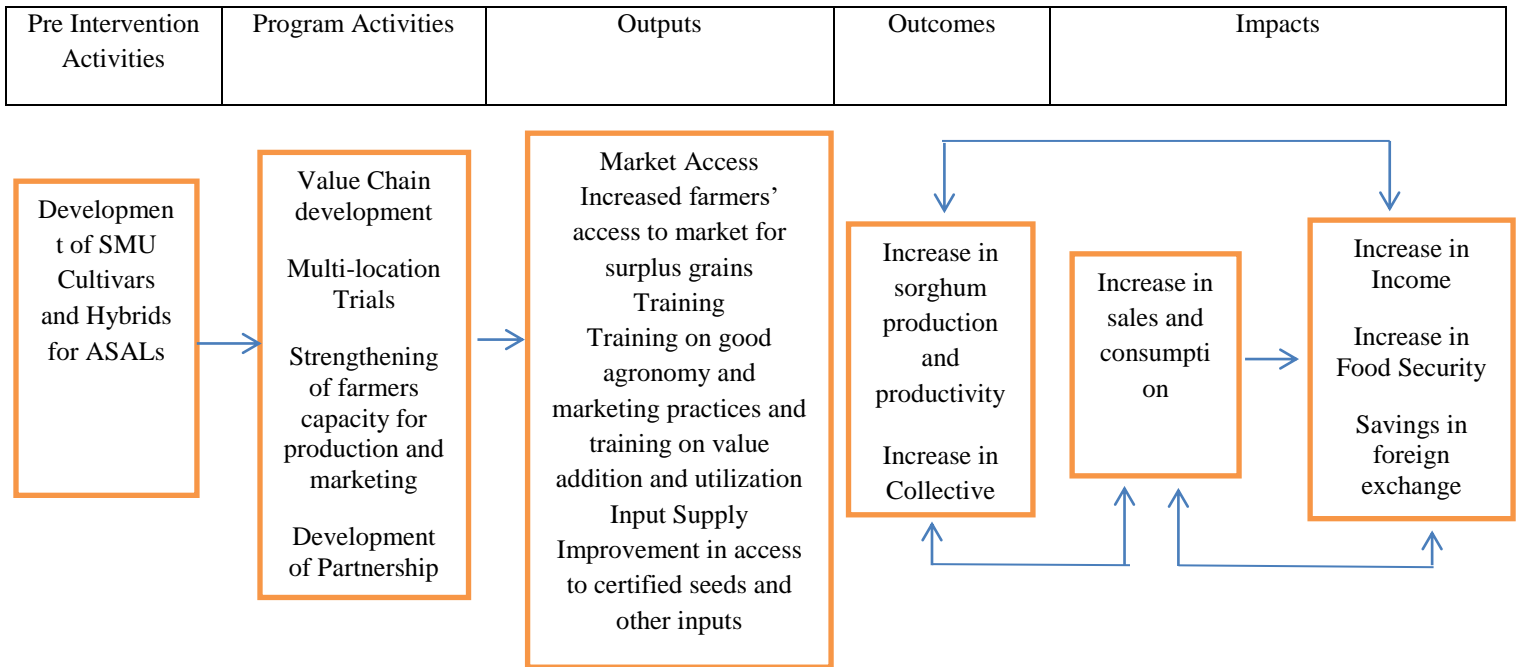 Pre Intervention
Activities
Program Activities
Outputs
Outcomes
Impacts
Developmen
t of SMU
Cultivars
and Hybrids
for ASALs
Value Chain
development
Multi-location
Trials
Strengthening
of farmers
capacity for
production and
marketing
Development
of Partnership
Market Access
Increased farmers’
access to market for
surplus grains
Training
Training on good
agronomy and
marketing practices and
training on value
addition and utilization
Input Supply
Improvement in access
to certified seeds and
other inputs
Increase in
sorghum
production
and
productivity
Increase in
Collective
Increase in
sales and
consumpti
on
Increase in
Income
Increase in
Food Security
Savings in
foreign
exchange